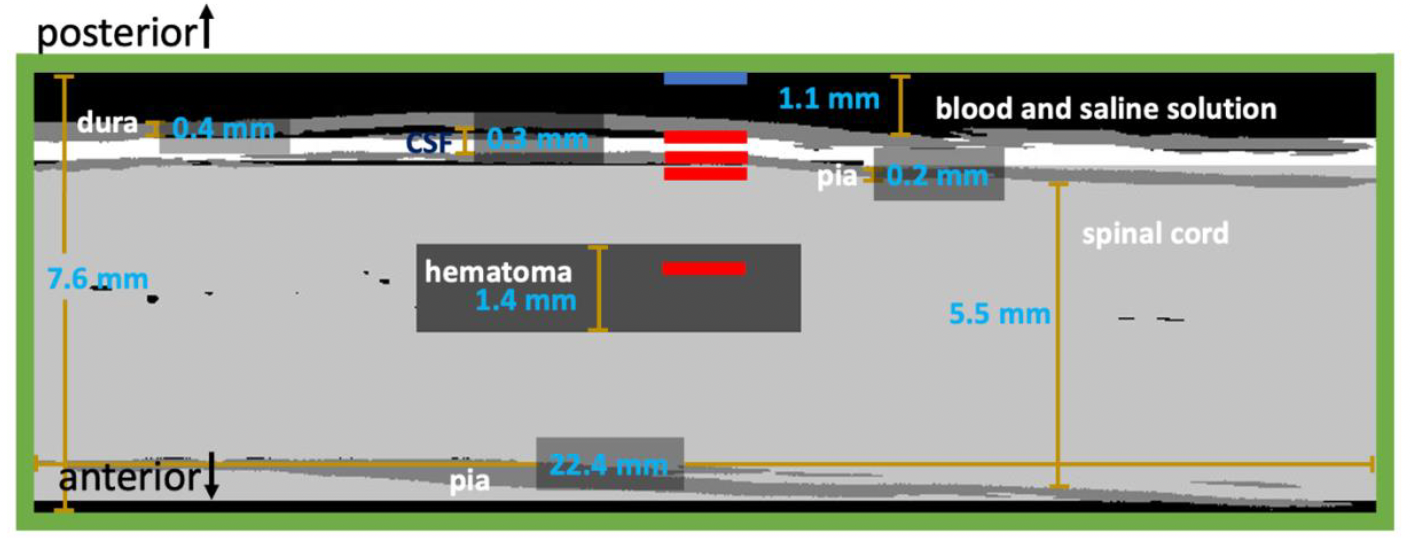 posterior
1.1 mm
blood and saline solution
dura
0.4 mm
CSF
0.3 mm
pia
0.2 mm
spinal cord
hematoma
7.6 mm
1.4 mm
5.5 mm
22.4 mm
anterior
pia